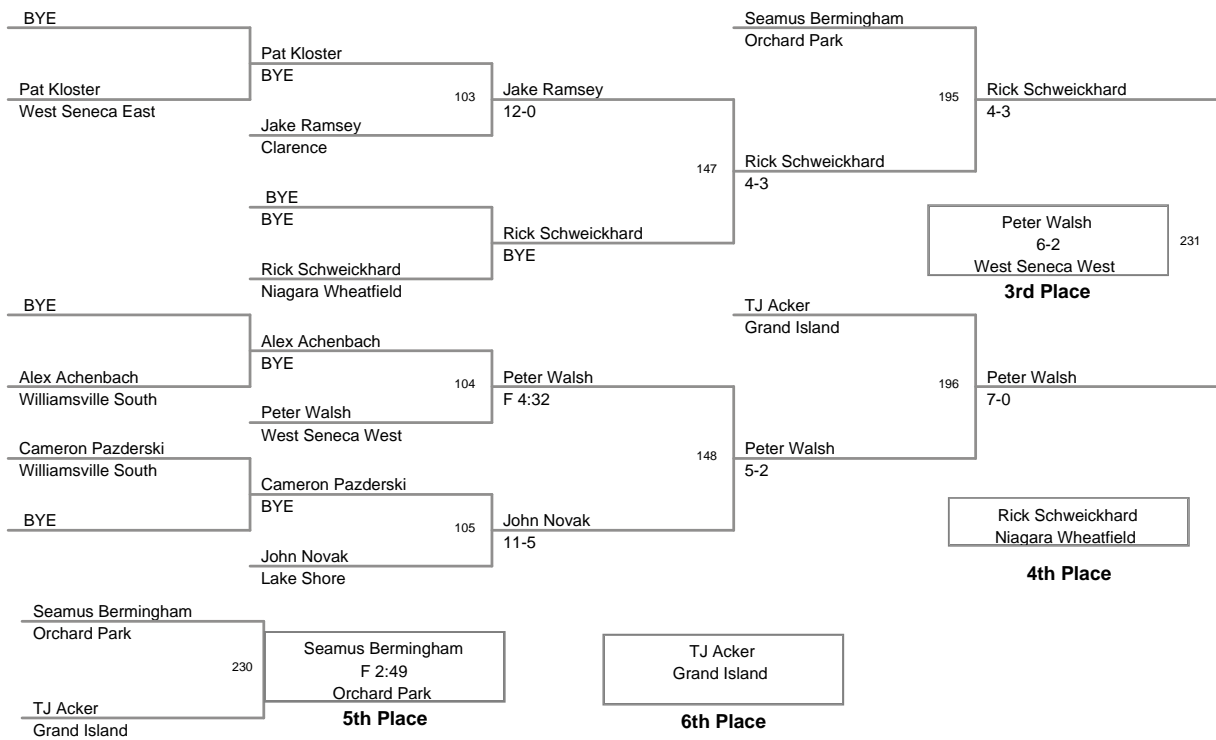 BYE
Pat Kloster
West Seneca East
Pat Kloster
BYE
Jake Ramsey
Clarence
103
Jake Ramsey
12-0
BYE
BYE
Rick Schweickhard
Niagara Wheatfield
Rick Schweickhard
BYE
147
Rick Schweickhard
4-3
Seamus Bermingham
Orchard Park
195
Rick Schweickhard
4-3
Peter Walsh
6-2
West Seneca West
231
3rd Place
BYE
Alex Achenbach
Williamsville South
Alex Achenbach
BYE
Peter Walsh
West Seneca West
104
Peter Walsh
F 4:32
Cameron Pazderski
Williamsville South
BYE
Cameron Pazderski
BYE
John Novak
Lake Shore
105
John Novak
11-5
148
Peter Walsh
5-2
TJ Acker
Grand Island
196
Peter Walsh
7-0
Rick Schweickhard
Niagara Wheatfield
4th Place
Seamus Bermingham
Orchard Park
TJ Acker
Grand Island
230
Seamus Bermingham
F 2:49
Orchard Park
5th Place
TJ Acker
Grand Island
6th Place